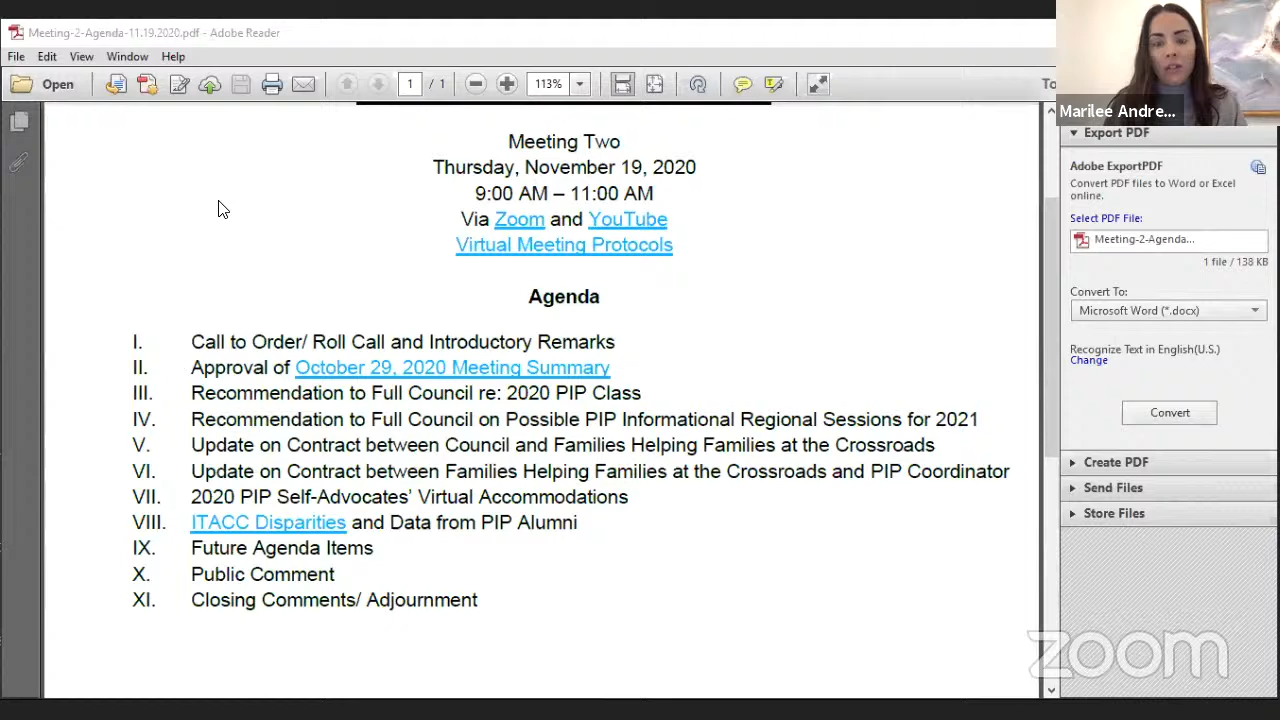 Meeting-2-Agenda-11.19.2020.pdf - Adobe Reader
File Edit View Window Help
Open 1 / 1 113% To
Marilee Andre...
Meeting Two
Thursday, November 19, 2020
9:00 AM – 11:00 AM
Via Zoom and YouTube
Virtual Meeting Protocols
Agenda
I. Call to Order/ Roll Call and Introductory Remarks
II. Approval of October 29, 2020 Meeting Summary
III. Recommendation to Full Council re: 2020 PIP Class
IV. Recommendation to Full Council on Possible PIP Informational Regional Sessions for 2021
V. Update on Contract between Council and Families Helping Families at the Crossroads
VI. Update on Contract between Families Helping Families at the Crossroads and PIP Coordinator
VII. 2020 PIP Self-Advocates' Virtual Accommodations
VIII. ITACC Disparities and Data from PIP Alumni
IX. Future Agenda Items
X. Public Comment
XI. Closing Comments/ Adjournment
Export PDF
Adobe ExportPDF
Convert PDF files to Word or Excel
online.
Select PDF File:
Meeting-2-Agenda...
1 file / 138 KB
Convert To:
Microsoft Word (*.docx)
Recognize Text in English(U.S.)
Change
Convert
Create PDF
Send Files
Store Files
zoom